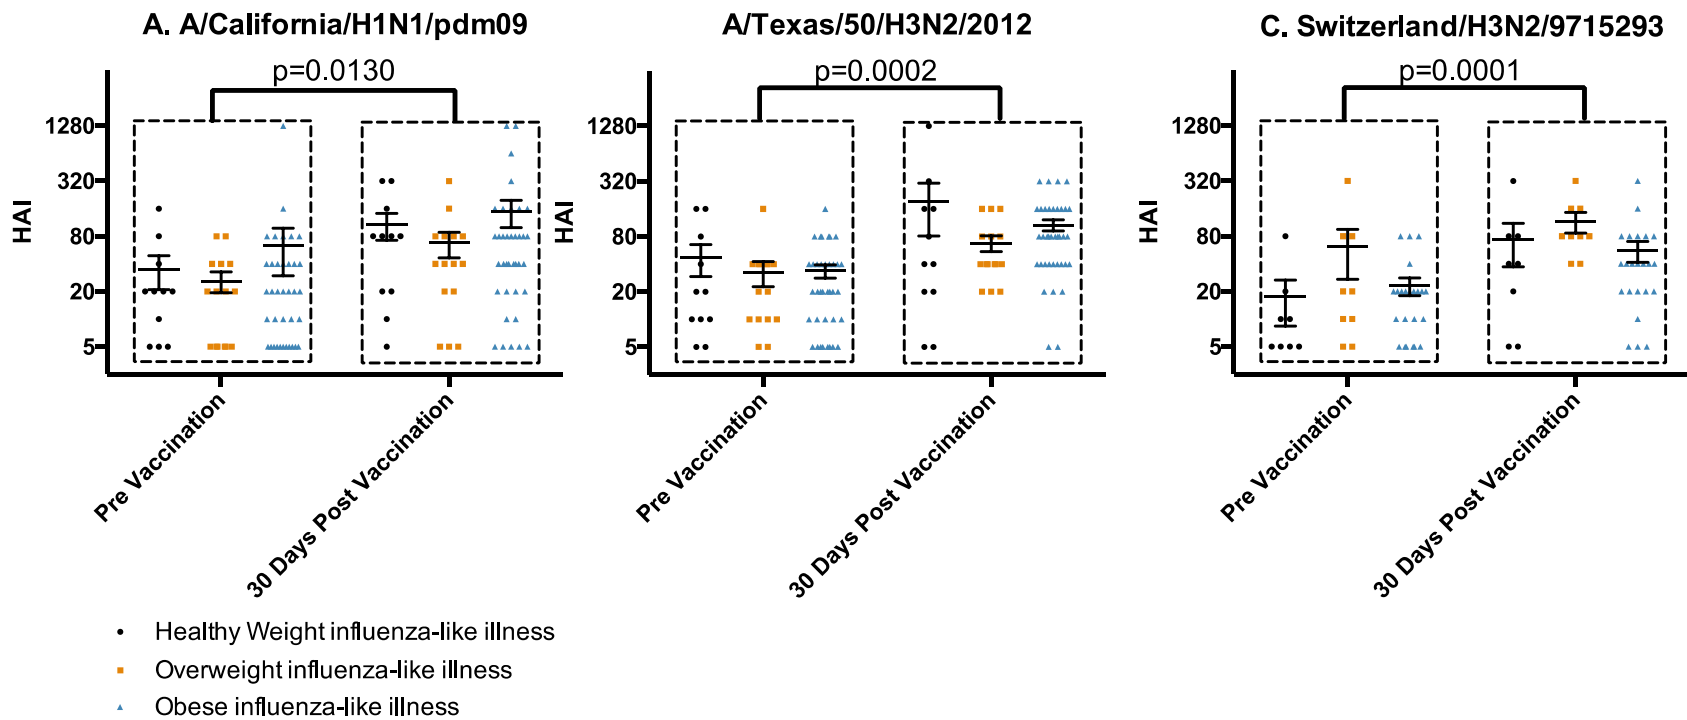 A. A/California/H1N1/pdm09
p=0.0130
HAI
1280
320
80
20
5
Pre Vaccination
30 Days Post Vaccination
A/Texas/50/H3N2/2012
p=0.0002
HAI
1280
320
80
20
5
Pre Vaccination
30 Days Post Vaccination
C. Switzerland/H3N2/9715293
p=0.0001
HAI
1280
320
80
20
5
Pre Vaccination
30 Days Post Vaccination
Healthy Weight influenza-like illness
Overweight influenza-like illness
Obese influenza-like illness